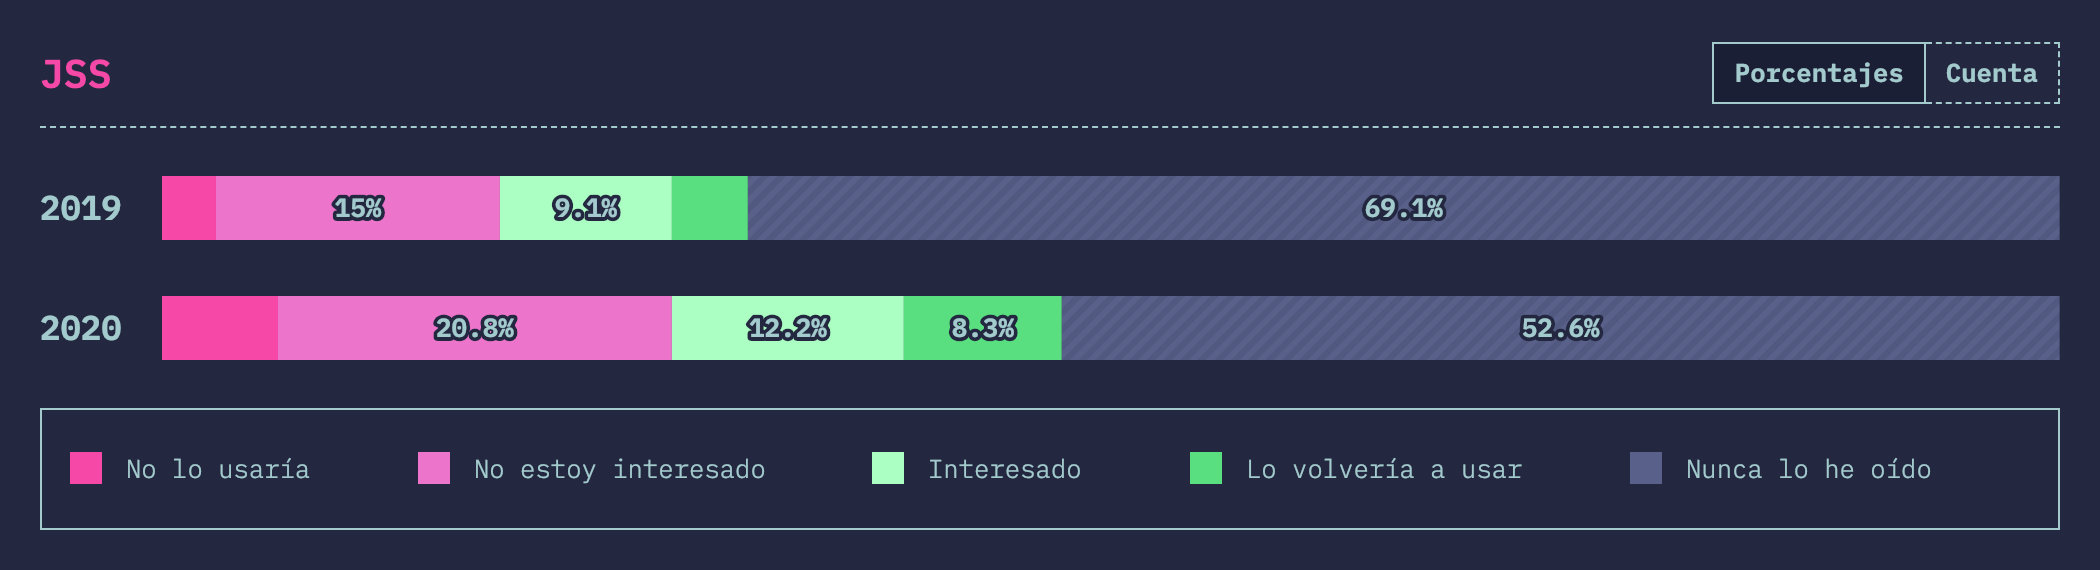 JSS
Porcentajes Cuenta
2019 15% 9.1% 69.1%
2020 20.8% 12.2% 8.3% 52.6%
No lo usaría No estoy interesado Interesado Lo volvería a usar Nunca lo he oído